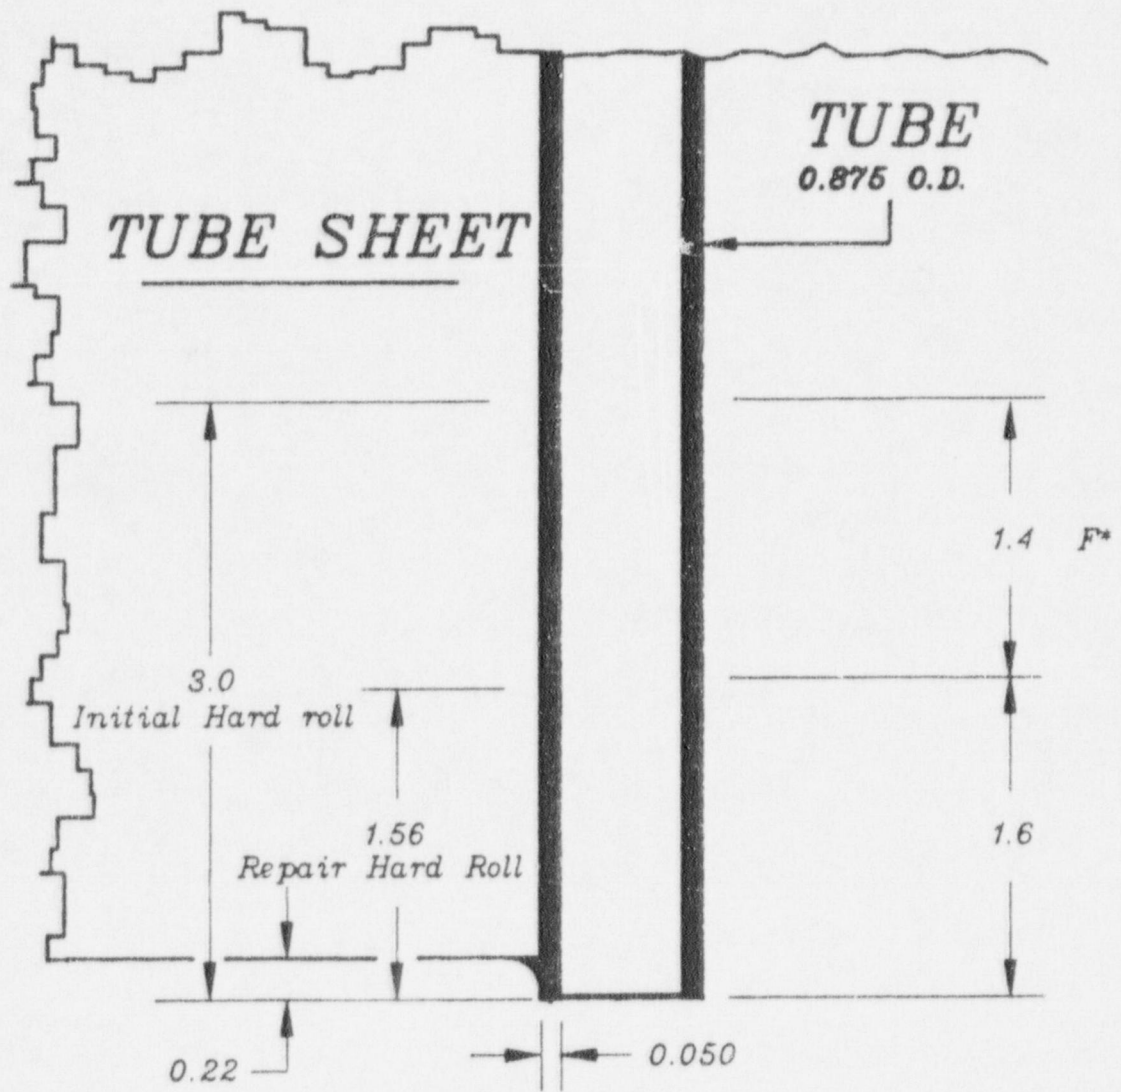 TUBE
0.875 O.D.
TUBE SHEET
1.4 F*
3.0
Initial Hard roll
1.56
Repair Hard Roll
1.6
0.22
0.050